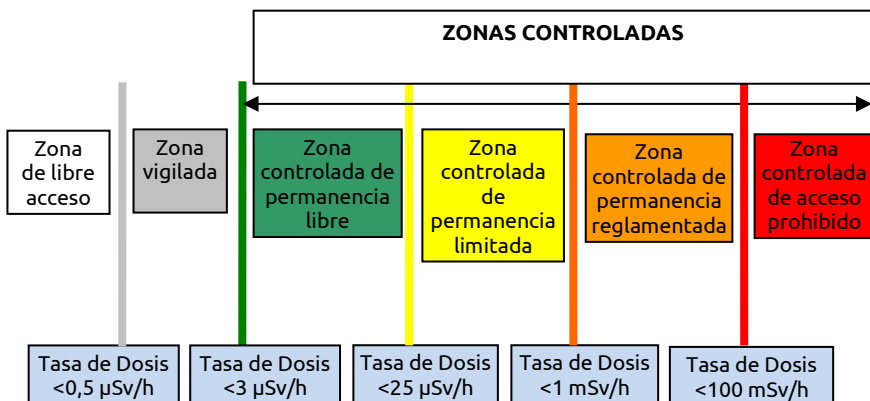 ZONAS CONTROLADAS
Zona
de libre
acceso
Zona
vigilada
Zona
controlada de
permanencia
libre
Zona
controlada
de
permanencia
limitada
Zona
controlada de
permanencia
reglamentada
Zona
controlada
de acceso
prohibido
Tasa de Dosis
<0,5 µSv/h
Tasa de Dosis
<3 µSv/h
Tasa de Dosis
<25 µSv/h
Tasa de Dosis
<1 mSv/h
Tasa de Dosis
<100 mSv/h